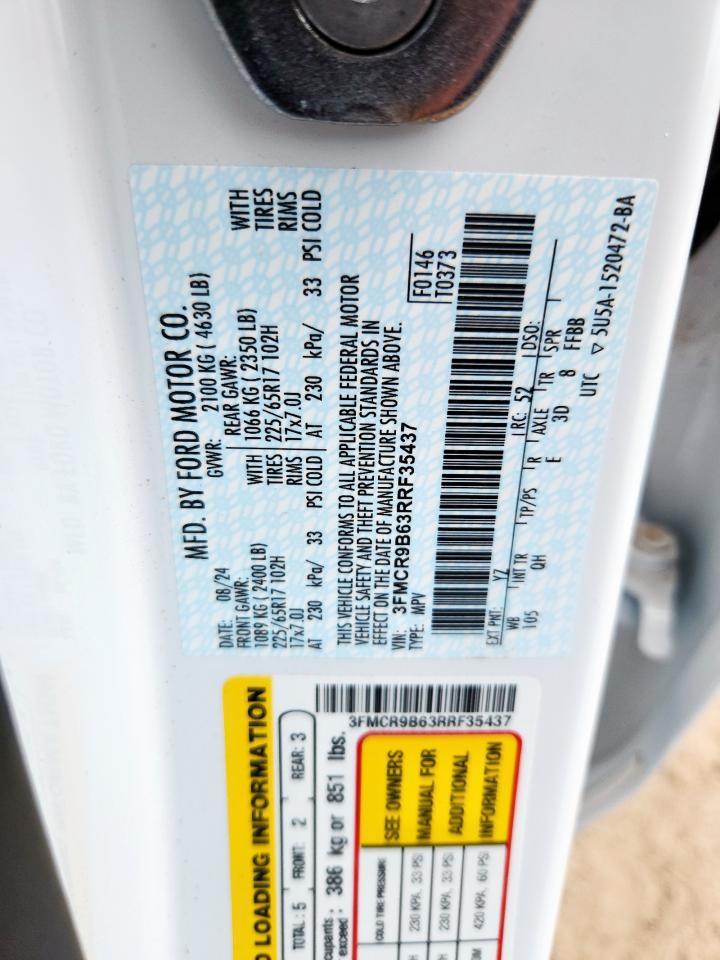 MFD. BY FORD MOTOR CO.
DATE: 08/24 GVWR: 2100 KG ( 4630 LB)
FRONT GAWR: REAR GAWR:
1089 KG ( 2400 LB) WITH 1066 KG ( 2350 LB) WITH
225/65R17 102H TIRES 225/65R17 102H TIRES
17x7.0J RIMS 17x7.0J RIMS
AT 230 kPa/ 33 PSI COLD AT 230 kPa/ 33 PSI COLD
THIS VEHICLE CONFORMS TO ALL APPLICABLE FEDERAL MOTOR
VEHICLE SAFETY AND THEFT PREVENTION STANDARDS IN
EFFECT ON THE DATE OF MANUFACTURE SHOWN ABOVE.
VIN: 3FMCR9B63RRF35437
TYPE: MPV
F0146
T0373
EXT PNT: YZ RC: 52 DSO:
WB INT TR TP/PS R AXLE TR SPR
105 QH E 3D 8 FFBB
UTC ▽ 5U5A-1520472-BA
LOADING INFORMATION
TOTAL : 5 FRONT: 2 REAR: 3
386 kg or 851 lbs.
exceed :
3FMCR9B63RRF35437
COLD TIRE PRESSURE SEE OWNERS
230 KPA, 33 PSI MANUAL FOR
230 KPA, 33 PSI ADDITIONAL
420 KPA, 60 PSI INFORMATION